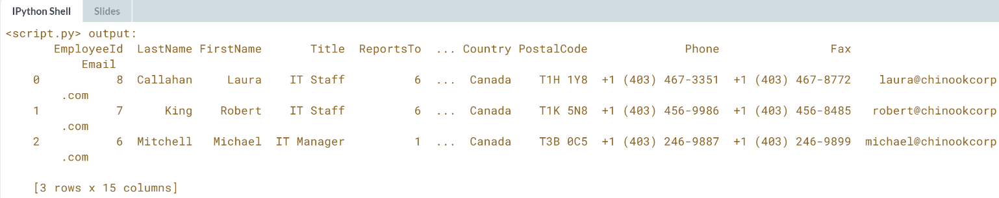 IPython Shell Slides
<script.py> output:
EmployeeId LastName FirstName Title ReportsTo ... Country PostalCode Phone Fax
Email
0 8 Callahan Laura IT Staff 6 ... Canada T1H 1Y8 +1 (403) 467-3351 +1 (403) 467-8772 laura@chinookcorp
.com
1 7 King Robert IT Staff 6 ... Canada T1K 5N8 +1 (403) 456-9986 +1 (403) 456-8485 robert@chinookcorp
.com
2 6 Mitchell Michael IT Manager 1 ... Canada T3B 0C5 +1 (403) 246-9887 +1 (403) 246-9899 michael@chinookcorp
.com
[3 rows x 15 columns]